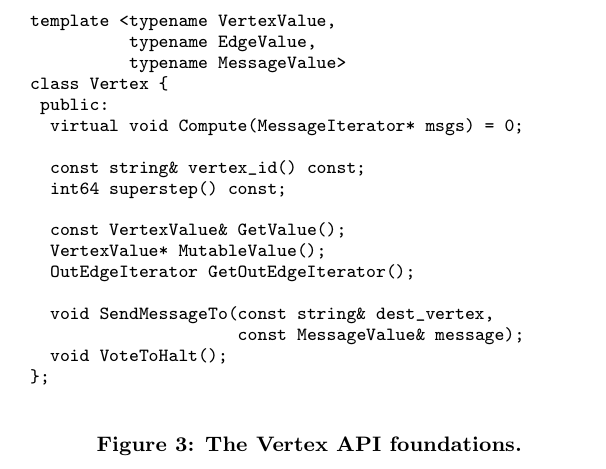 template <typename VertexValue,
          typename EdgeValue,
          typename MessageValue>
class Vertex {
 public:
  virtual void Compute(MessageIterator* msgs) = 0;

  const string& vertex_id() const;
  int64 superstep() const;

  const VertexValue& GetValue();
  VertexValue* MutableValue();
  OutEdgeIterator GetOutEdgeIterator();

  void SendMessageTo(const string& dest_vertex,
                     const MessageValue& message);
  void VoteToHalt();
};

Figure 3: The Vertex API foundations.